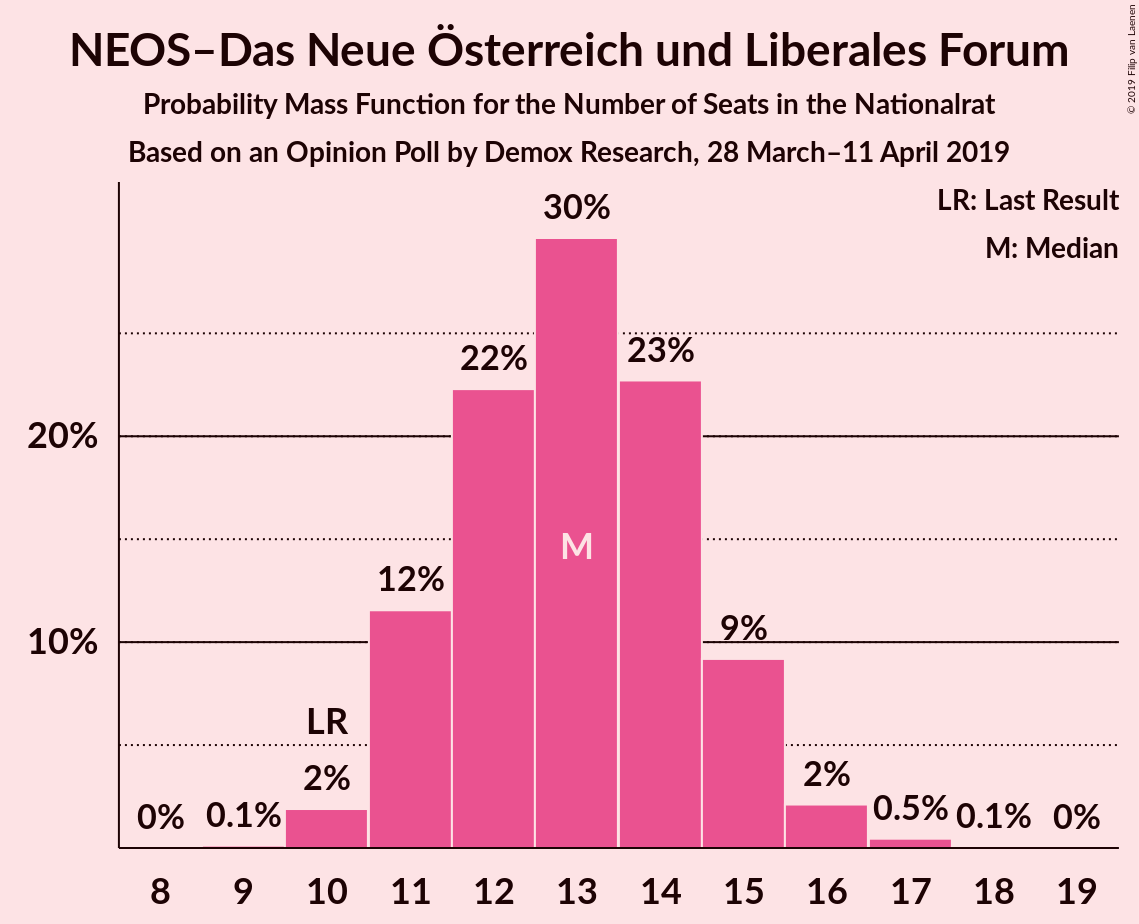 NEOS–Das Neue Österreich und Liberales Forum
Probability Mass Function for the Number of Seats in the Nationalrat
Based on an Opinion Poll by Demox Research, 28 March–11 April 2019
© 2019 Filip van Laenen
LR: Last Result
M: Median
30%
22%
23%
20%
M
12%
9%
10%
LR
2%
2%
0%
0.1%
0.5%
0.1%
0%
8 9 10 11 12 13 14 15 16 17 18 19